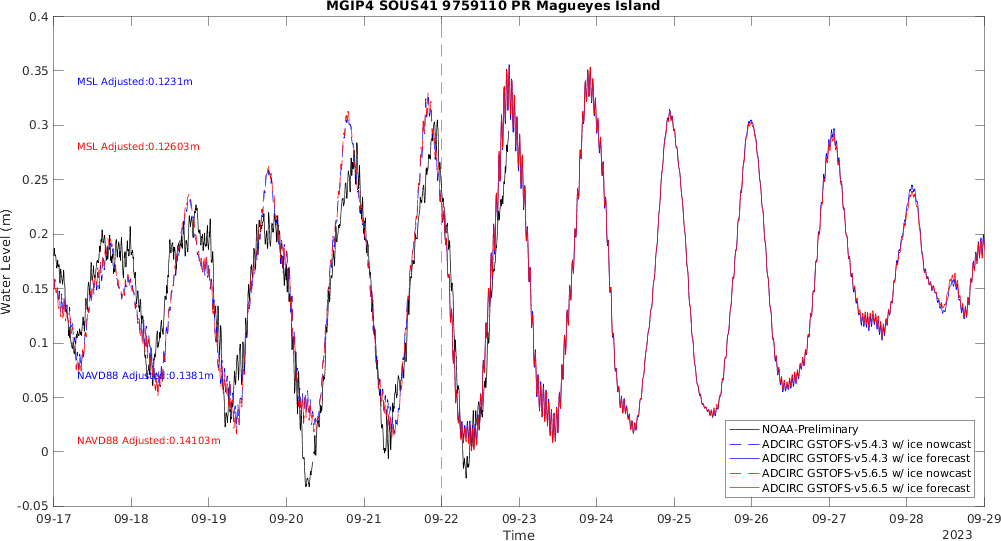 MGIP4 SOUS41 9759110 PR Magueyes Island
0.4
0.35
0.3
0.25
0.2
0.15
0.1
0.05
0
-0.05
Water Level (m)
MSL Adjusted:0.1231m
MSL Adjusted:0.12603m
NAVD88 Adjusted:0.1381m
NAVD88 Adjusted:0.14103m
NOAA-Preliminary
ADCIRC GSTOFS-v5.4.3 w/ ice nowcast
ADCIRC GSTOFS-v5.4.3 w/ ice forecast
ADCIRC GSTOFS-v5.6.5 w/ ice nowcast
ADCIRC GSTOFS-v5.6.5 w/ ice forecast
09-17 09-18 09-19 09-20 09-21 09-22 09-23 09-24 09-25 09-26 09-27 09-28 09-29
Time
2023